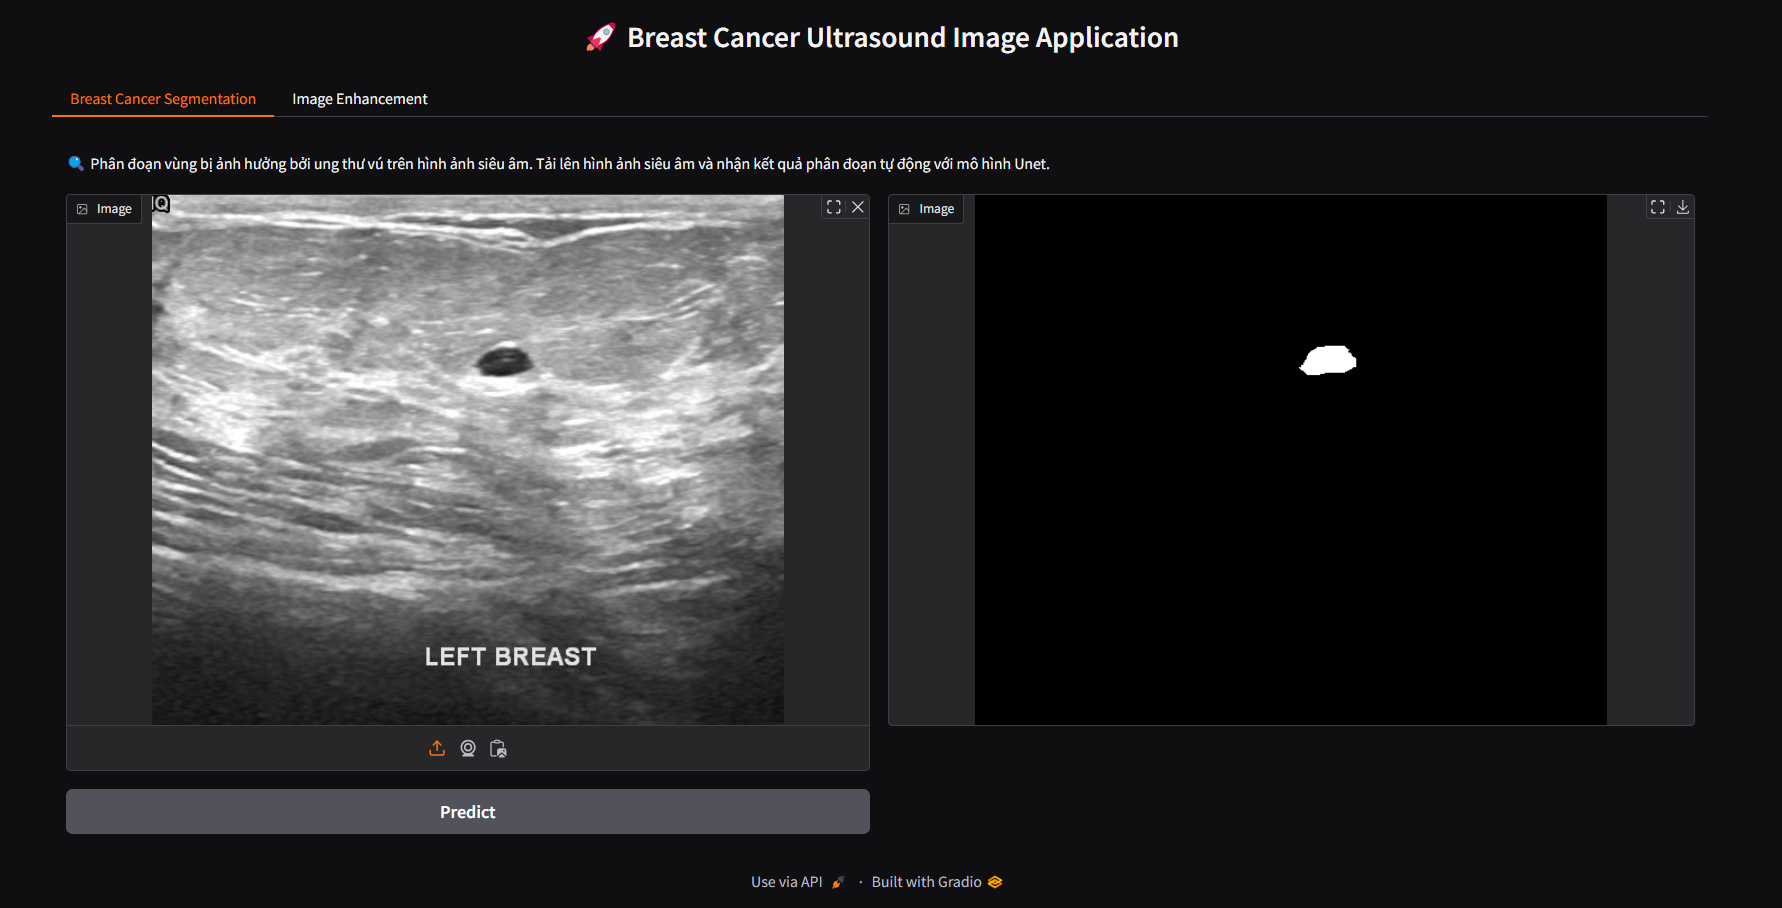 🚀 Breast Cancer Ultrasound Image Application
Breast Cancer Segmentation
Image Enhancement
🔍 Phân đoạn vùng bị ảnh hưởng bởi ung thư vú trên hình ảnh siêu âm. Tải lên hình ảnh siêu âm và nhận kết quả phân đoạn tự động với mô hình Unet.
Image
Q
LEFT BREAST
Image
Predict
Use via API 🚀 · Built with Gradio